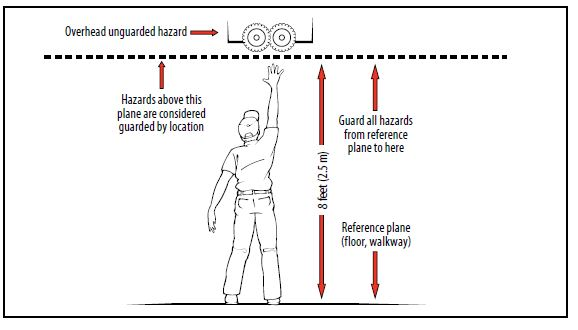 Overhead unguarded hazard
Hazards above this
plane are considered
guarded by location
Guard all hazards
from reference
plane to here
8 feet (2.5 m)
Reference plane
(floor, walkway)